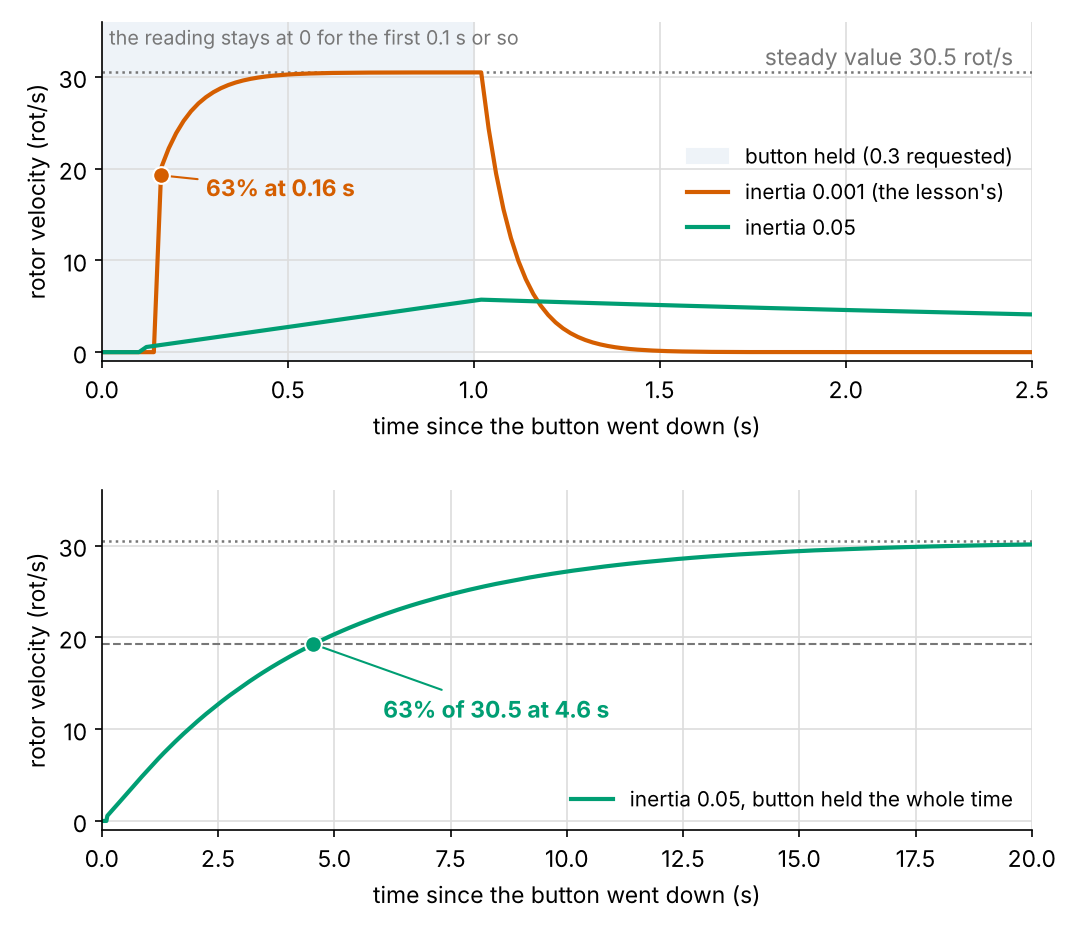 the reading stays at 0 for the first 0.1 s or so
steady value 30.5 rot/s
30
20
10
0
rotor velocity (rot/s)
63% at 0.16 s
button held (0.3 requested)
inertia 0.001 (the lesson's)
inertia 0.05
0.0 0.5 1.0 1.5 2.0 2.5
time since the button went down (s)
30
20
10
0
rotor velocity (rot/s)
63% of 30.5 at 4.6 s
inertia 0.05, button held the whole time
0.0 2.5 5.0 7.5 10.0 12.5 15.0 17.5 20.0
time since the button went down (s)